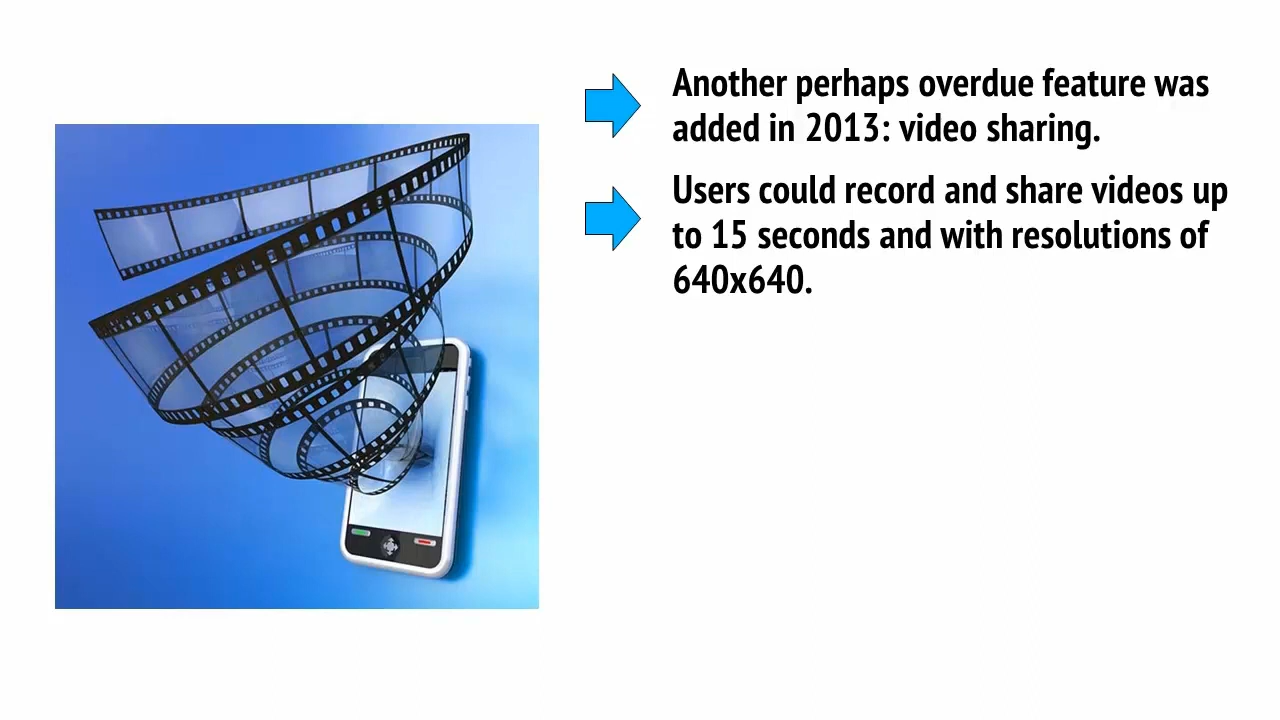 Another perhaps overdue feature was
added in 2013: video sharing.
Users could record and share videos up
to 15 seconds and with resolutions of
640x640.